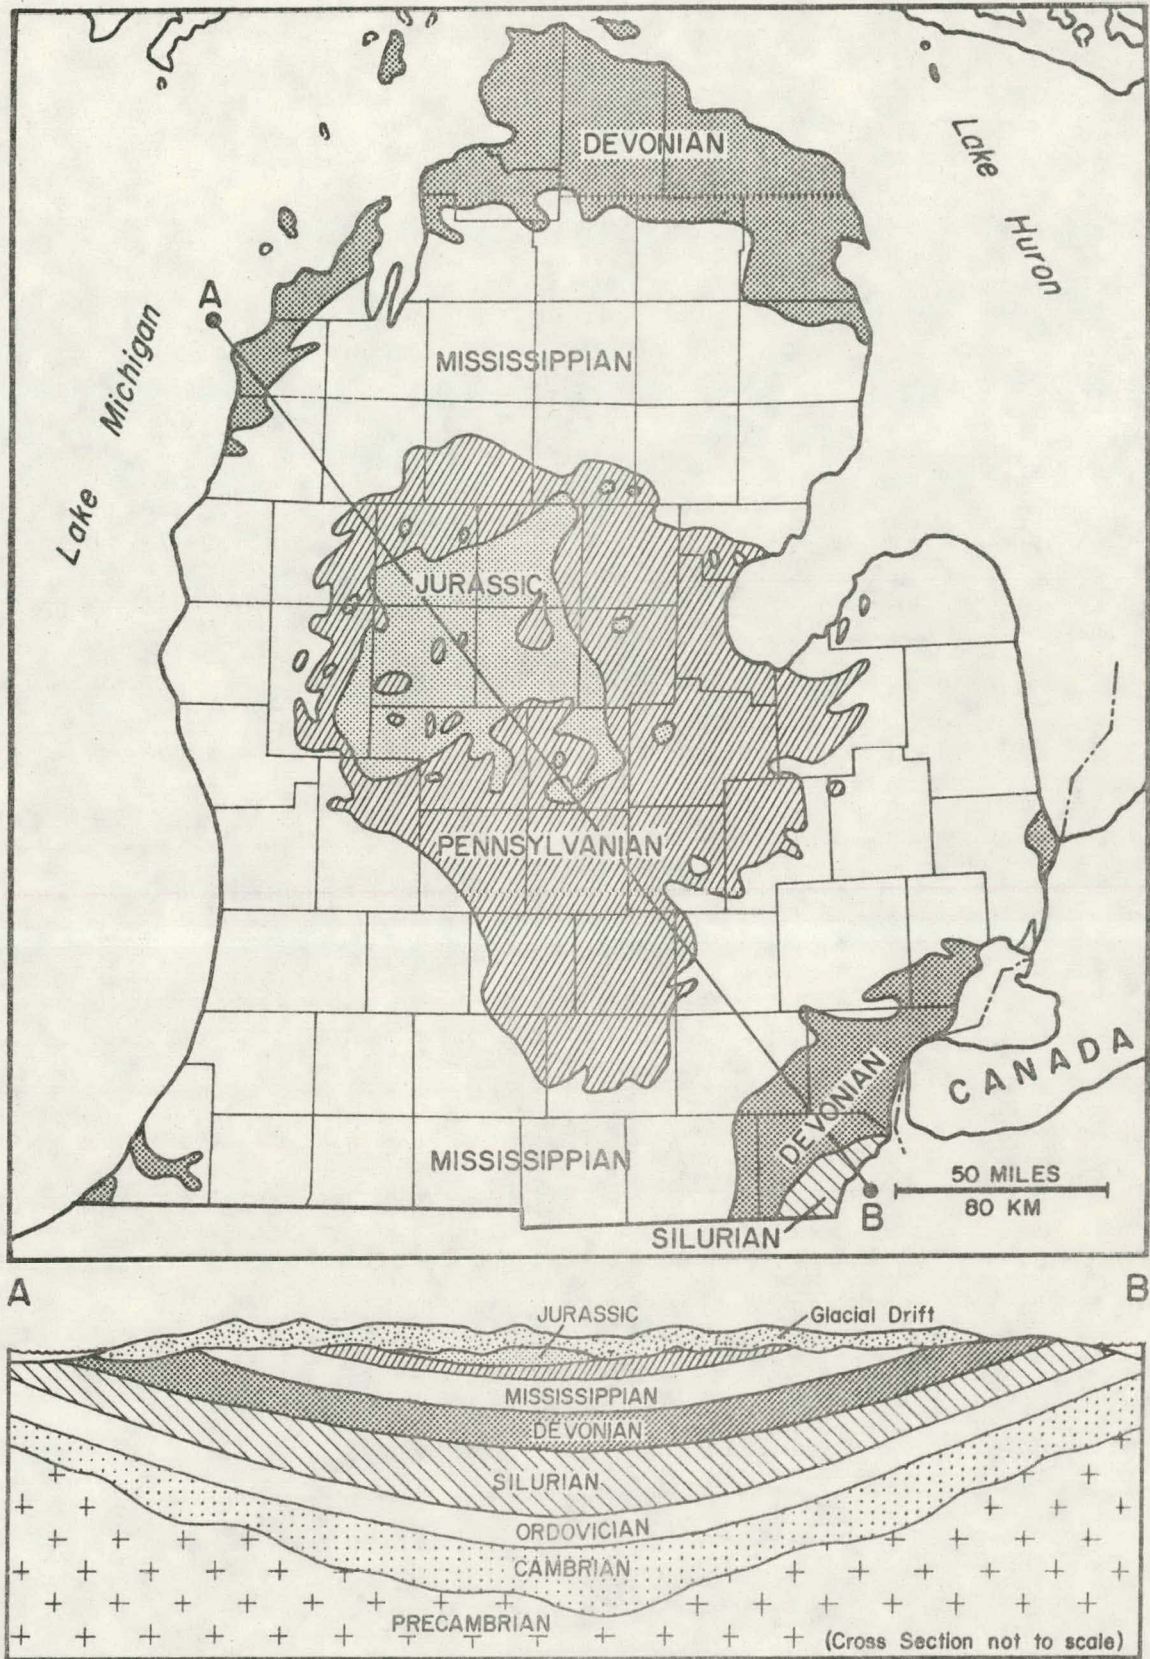 DEVONIAN
Lake
Huron
A
Lake Michigan
MISSISSIPPIAN
JURASSIC
PENNSYLVANIAN
DEVONIAN
CANADA
MISSISSIPPIAN
50 MILES
80 KM
B
SILURIAN
A
B
JURASSIC
Glacial Drift
MISSISSIPPIAN
DEVONIAN
SILURIAN
ORDOVICIAN
CAMBRIAN
PRECAMBRIAN
(Cross Section not to scale)